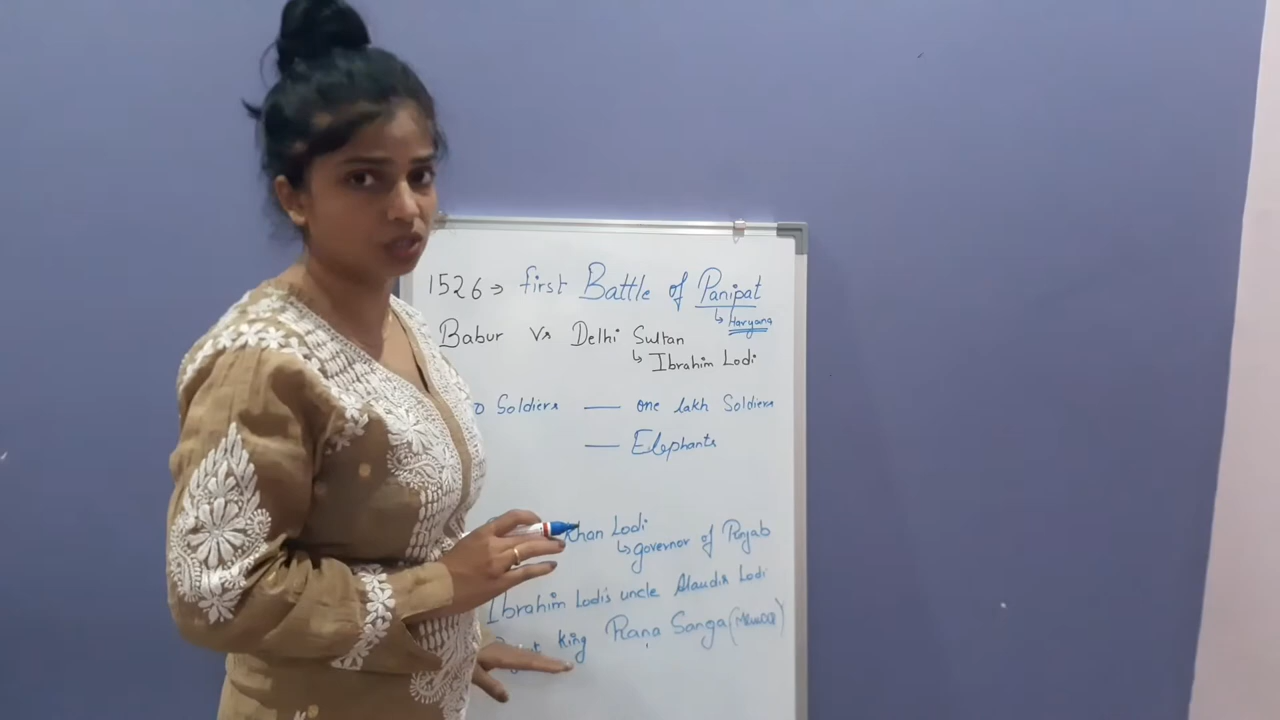 1526 → first Battle of Panipat
↳ Haryana
Babur Vs Delhi Sultan
↳ Ibrahim Lodi
Soldiers — one lakh Soldiers
— Elephants
Khan Lodi
↳ governor of Punjab
Ibrahim Lodi's uncle Alaudin Lodi
king Rana Sanga